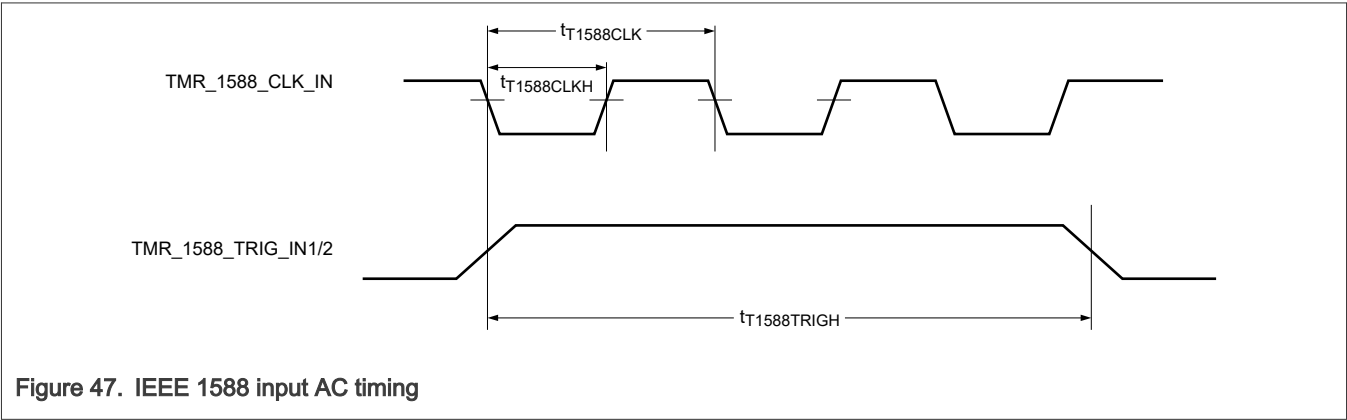 tT1588CLK
TMR_1588_CLK_IN
tT1588CLKH
TMR_1588_TRIG_IN1/2
tT1588TRIGH
Figure 47. IEEE 1588 input AC timing